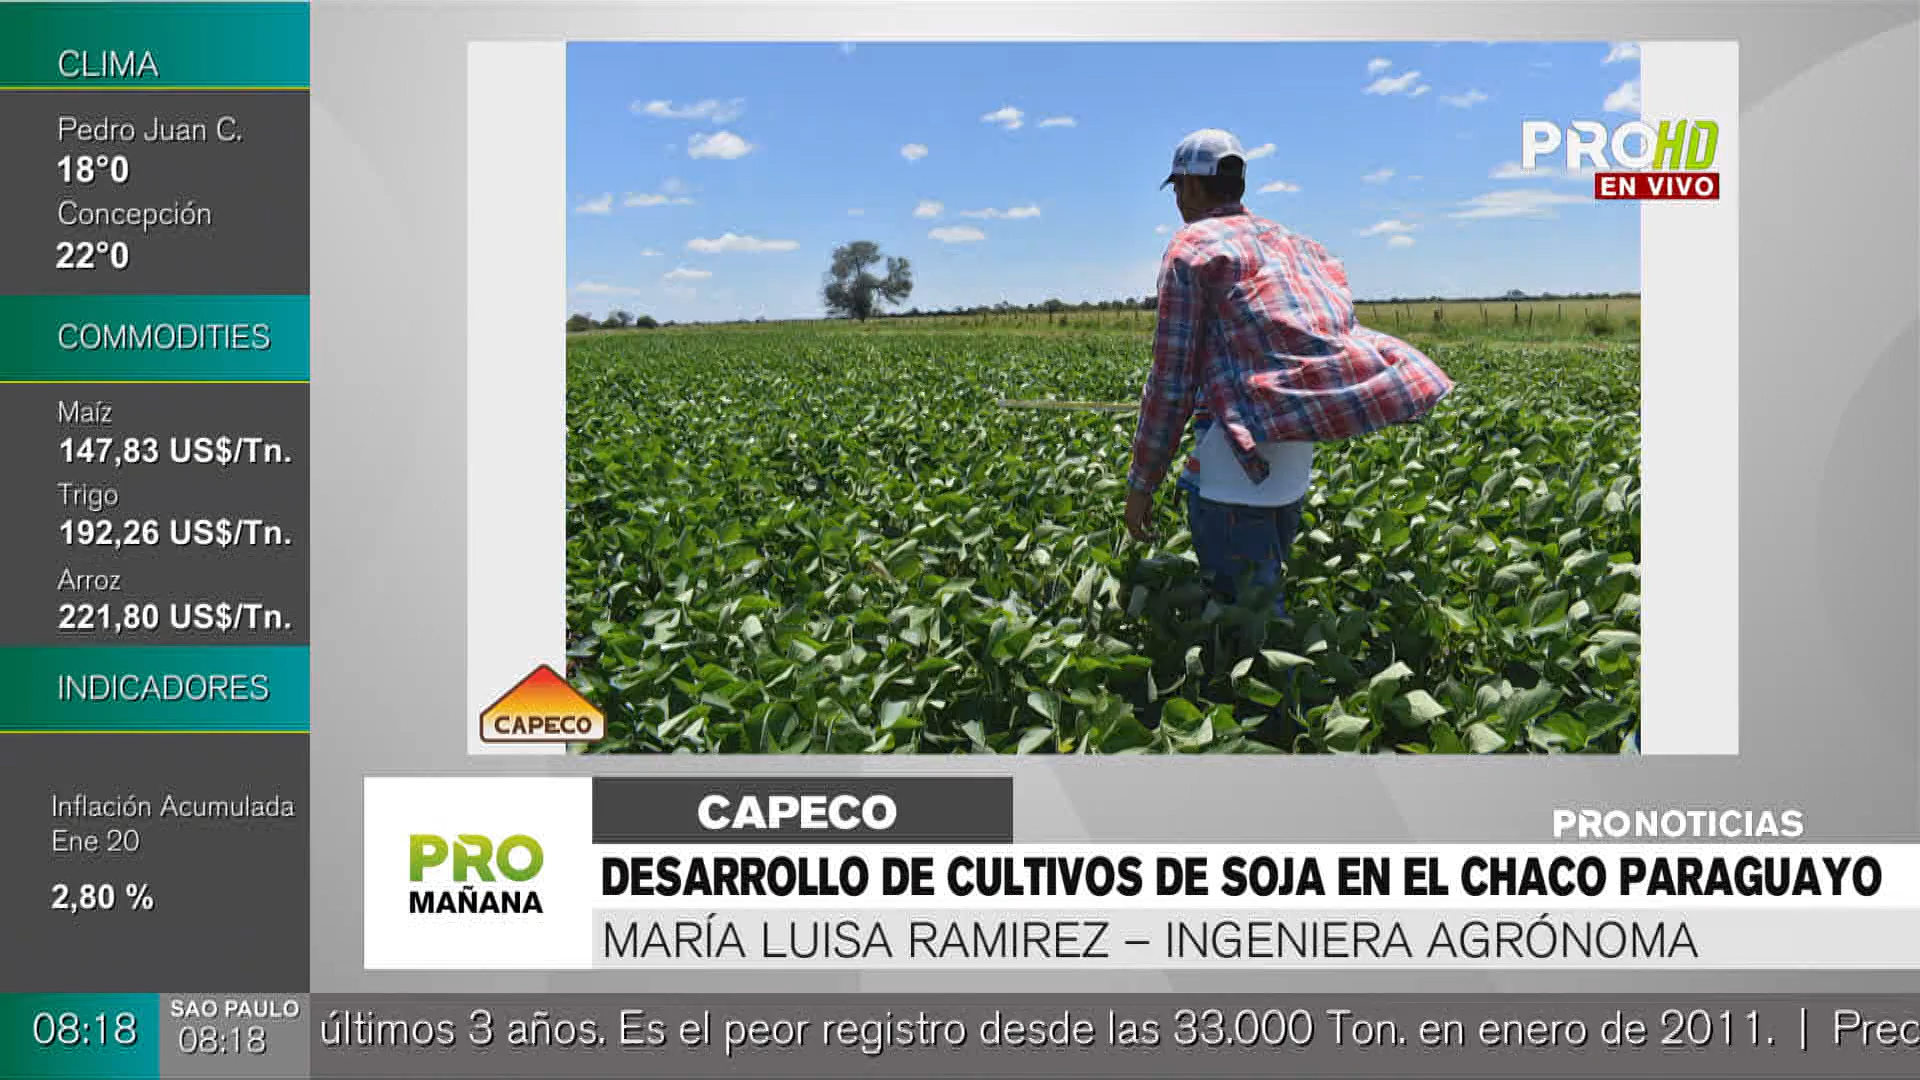 CLIMA
Pedro Juan C.
18°0
Concepción
22°0
COMMODITIES
Maíz
147,83 US$/Tn.
Trigo
192,26 US$/Tn.
Arroz
221,80 US$/Tn.
INDICADORES
Inflación Acumulada
Ene 20
2,80 %
PROHD
EN VIVO
CAPECO
CAPECO
PRONOTICIAS
PRO
MAÑANA
DESARROLLO DE CULTIVOS DE SOJA EN EL CHACO PARAGUAYO
MARÍA LUISA RAMIREZ – INGENIERA AGRÓNOMA
08:18
SAO PAULO
08:18
últimos 3 años. Es el peor registro desde las 33.000 Ton. en enero de 2011. | Prec